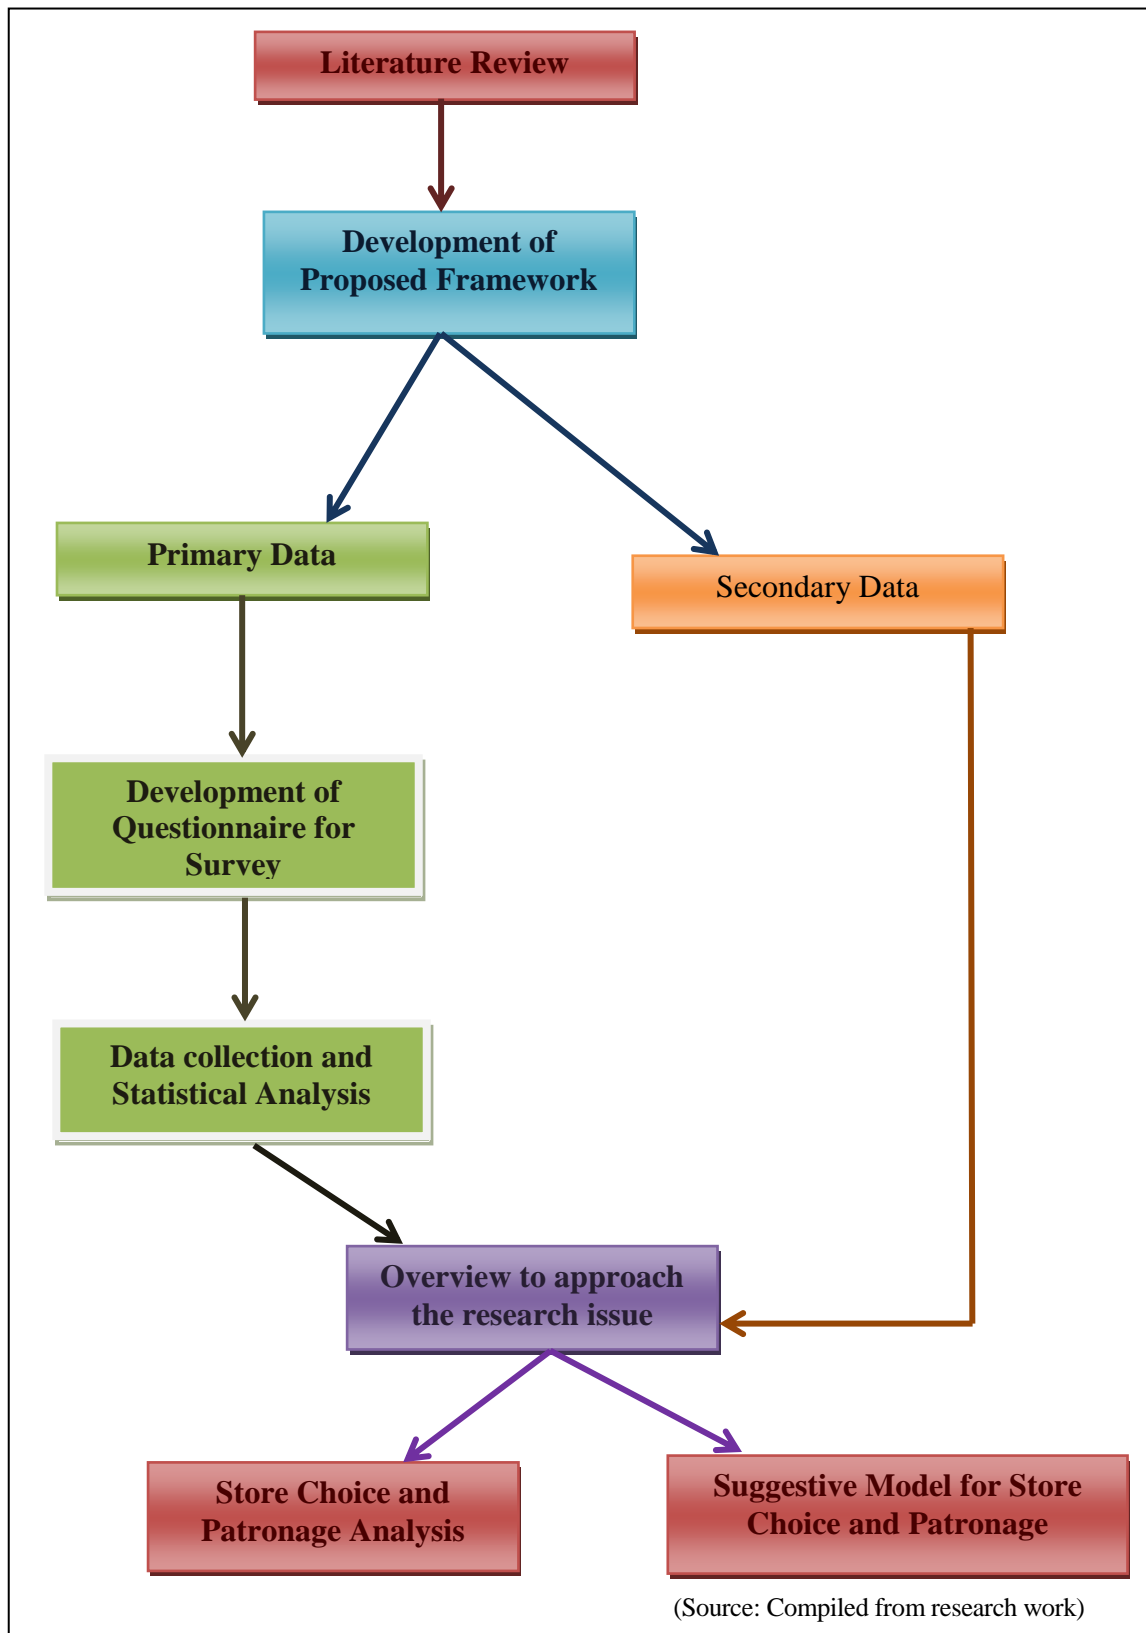 Literature Review
Development of
Proposed Framework
Primary Data
Secondary Data
Development of
Questionnaire for
Survey
Data collection and
Statistical Analysis
Overview to approach
the research issue
Store Choice and
Patronage Analysis
Suggestive Model for Store
Choice and Patronage
(Source: Compiled from research work)